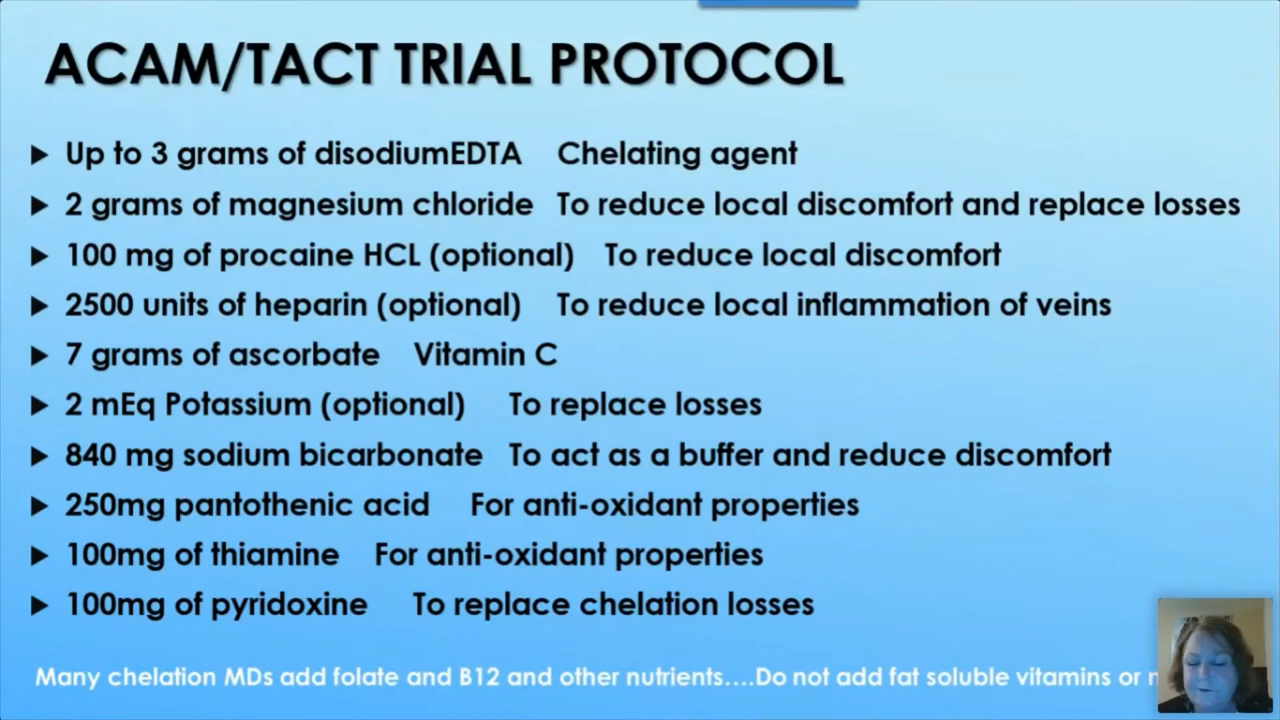 ACAM/TACT TRIAL PROTOCOL
Up to 3 grams of disodiumEDTA Chelating agent
2 grams of magnesium chloride To reduce local discomfort and replace losses
100 mg of procaine HCL (optional) To reduce local discomfort
2500 units of heparin (optional) To reduce local inflammation of veins
7 grams of ascorbate Vitamin C
2 mEq Potassium (optional) To replace losses
840 mg sodium bicarbonate To act as a buffer and reduce discomfort
250mg pantothenic acid For anti-oxidant properties
100mg of thiamine For anti-oxidant properties
100mg of pyridoxine To replace chelation losses
Many chelation MDs add folate and B12 and other nutrients....Do not add fat soluble vitamins or